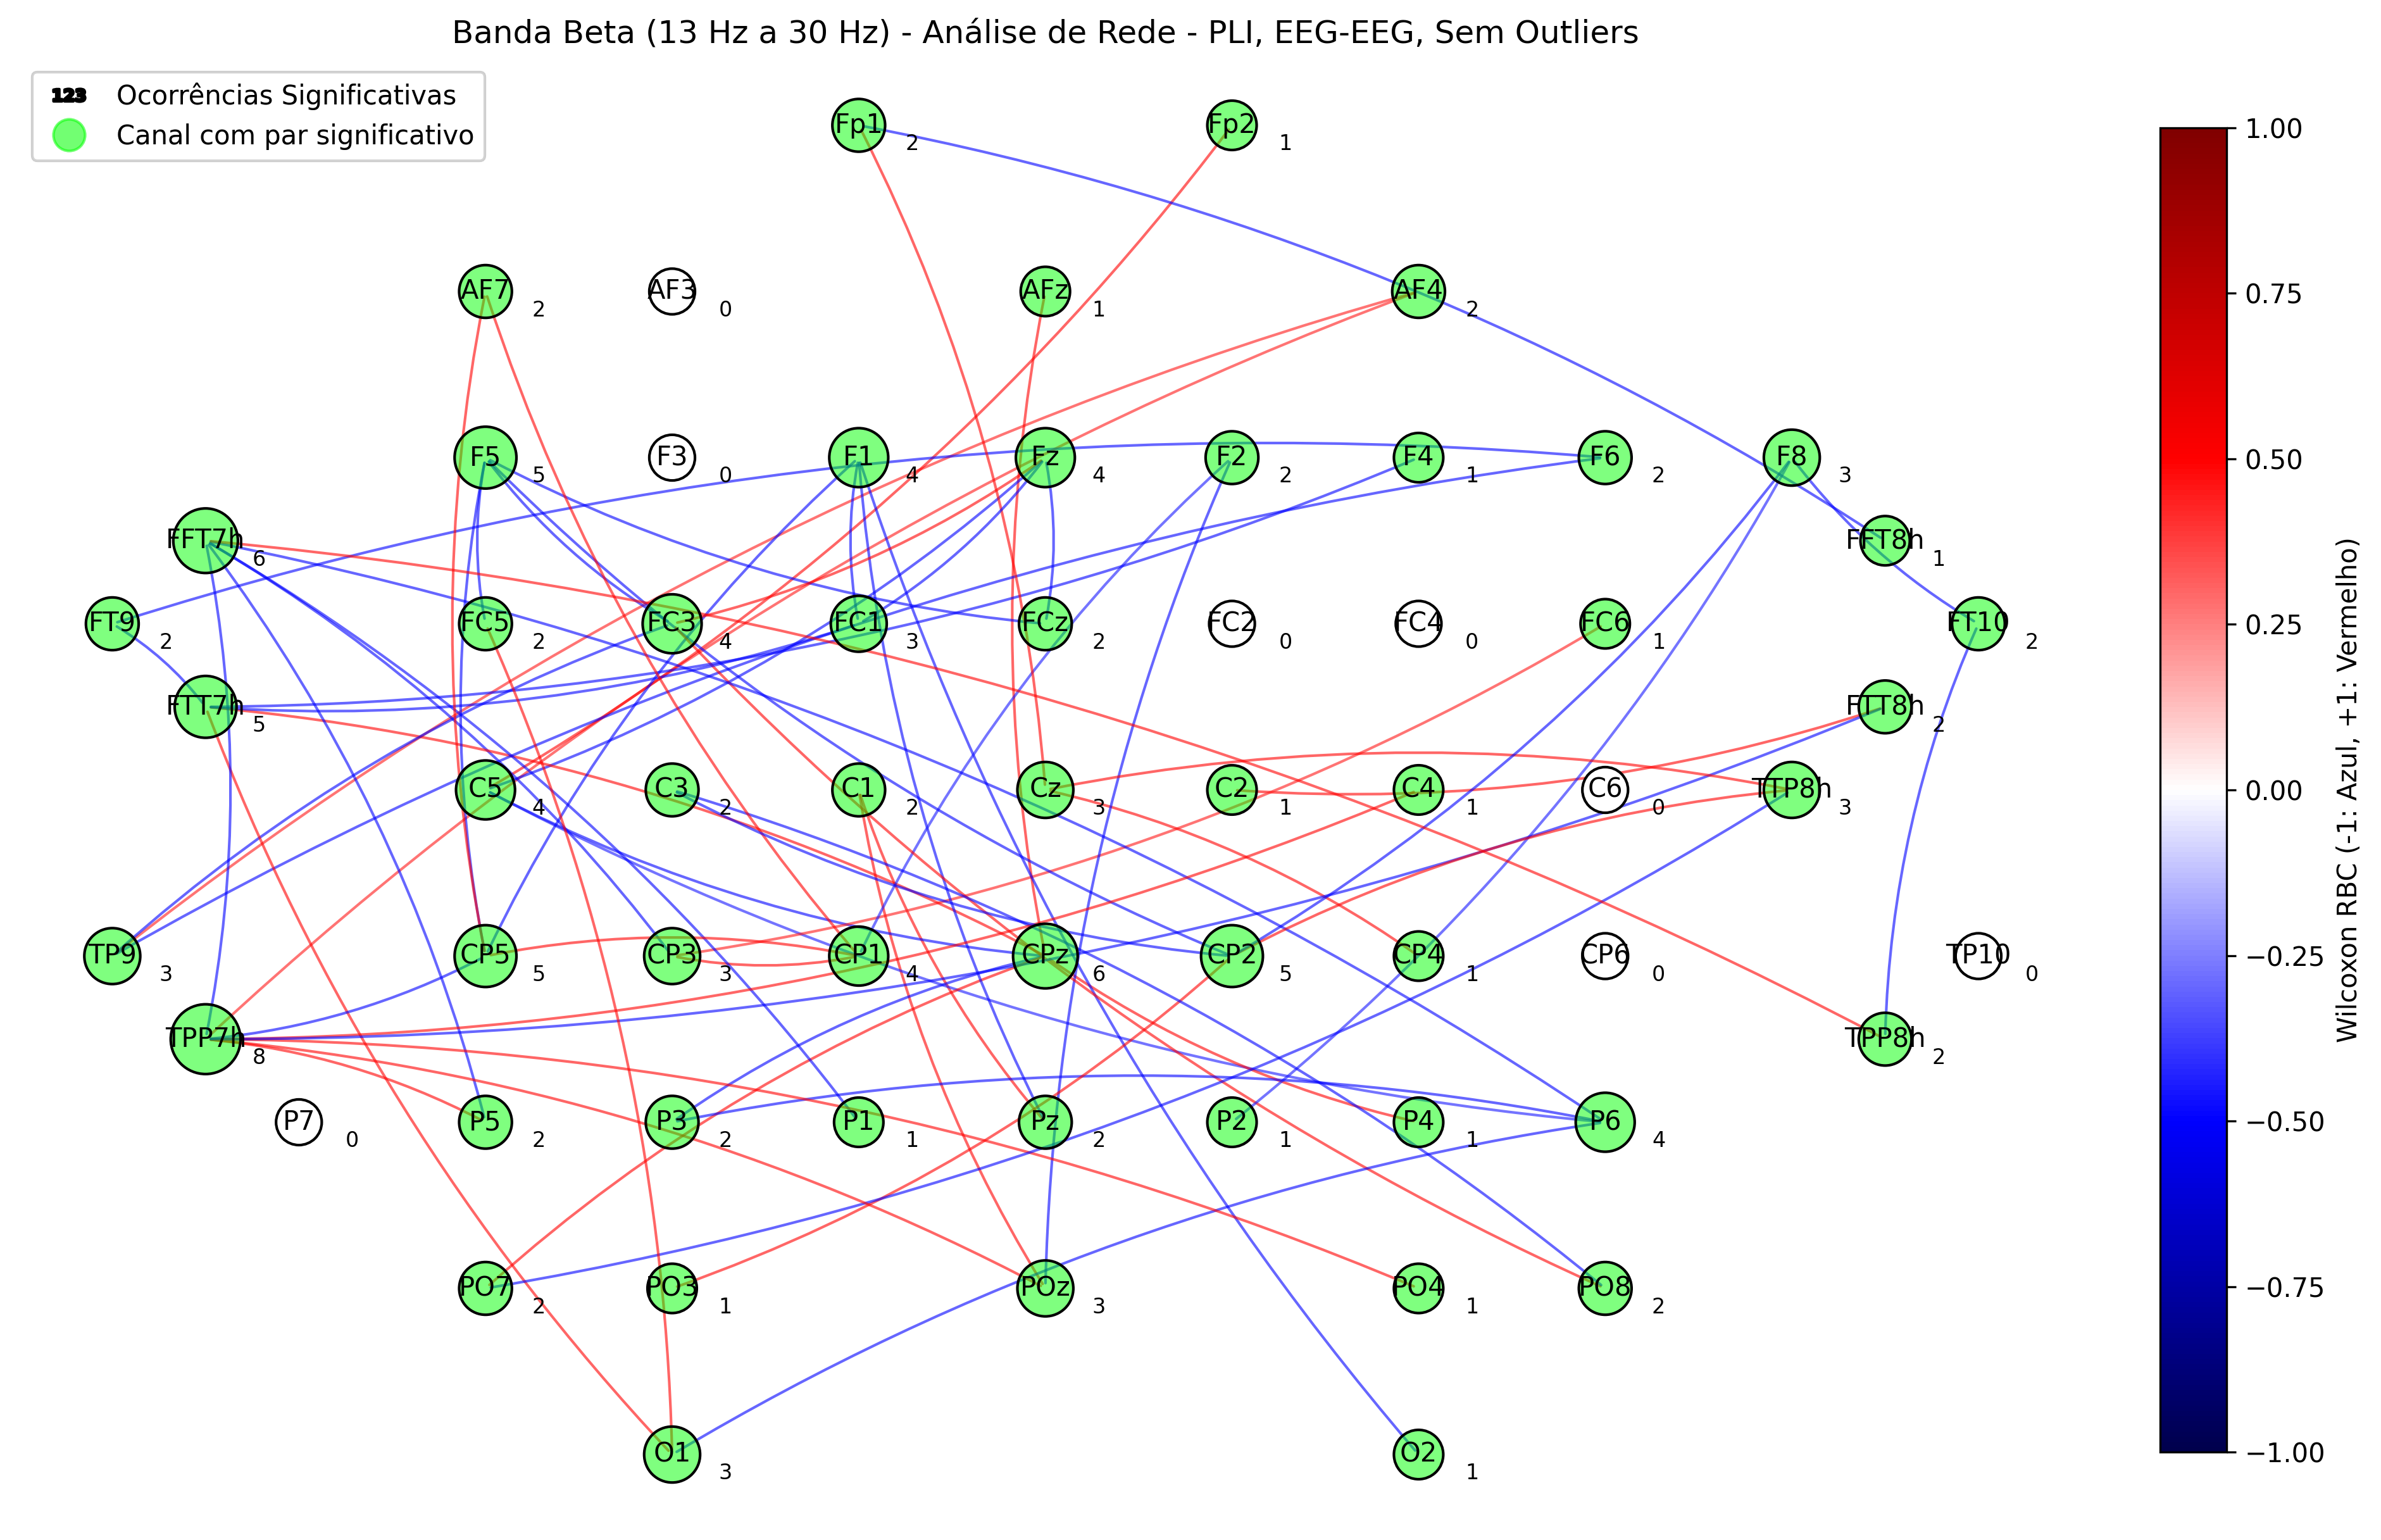 Banda Beta (13 Hz a 30 Hz) - Análise de Rede - PLI, EEG-EEG, Sem Outliers
123 Ocorrências Significativas
Canal com par significativo
Fp1 2 Fp2 1
AF7 2 AF3 0 AFz 1 AF4 2
F5 5 F3 0 F1 4 Fz 4 F2 2 F4 1 F6 2 F8 3
FFT7h 6 FFT8h 1
FT9 2 FC5 2 FC3 4 FC1 3 FCz 2 FC2 0 FC4 0 FC6 1 FT10 2
FTT7h 5 FTT8h 2
C5 4 C3 2 C1 2 Cz 3 C2 1 C4 1 C6 0 TTP8h 3
TP9 3 CP5 5 CP3 3 CP1 4 CPz 6 CP2 5 CP4 1 CP6 0 TP10 0
TPP7h 8 TPP8h 2
P7 0 P5 2 P3 2 P1 1 Pz 2 P2 1 P4 1 P6 4
PO7 2 PO3 1 POz 3 PO4 1 PO8 2
O1 3 O2 1
1.00
0.75
0.50
0.25
0.00
−0.25
−0.50
−0.75
−1.00
Wilcoxon RBC (-1: Azul, +1: Vermelho)